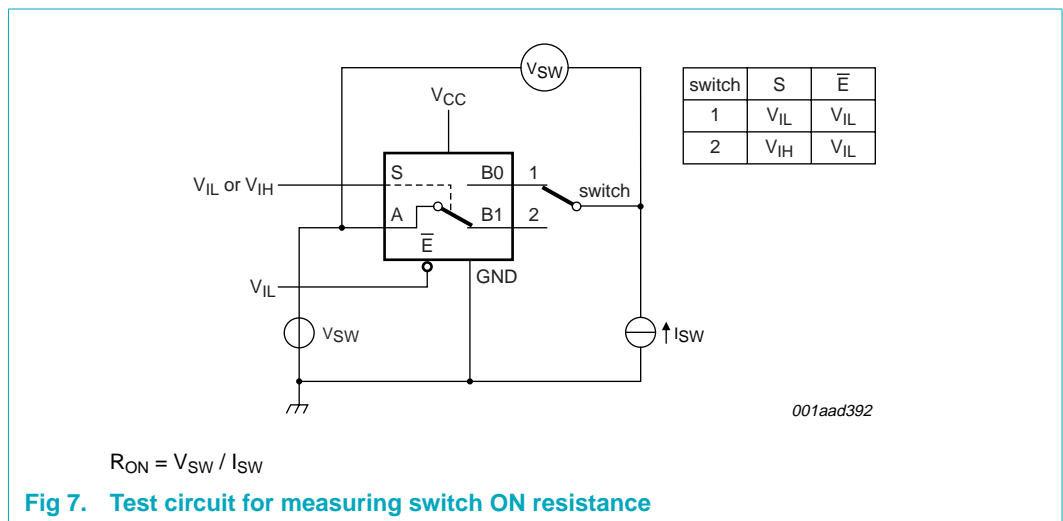 VSW
VCC
switch S E
1 VIL VIL
2 VIH VIL
VIL or VIH
S
B0
1
switch
A
B1
2
E
GND
VIL
VSW
ISW
001aad392
RON = VSW / ISW
Fig 7. Test circuit for measuring switch ON resistance